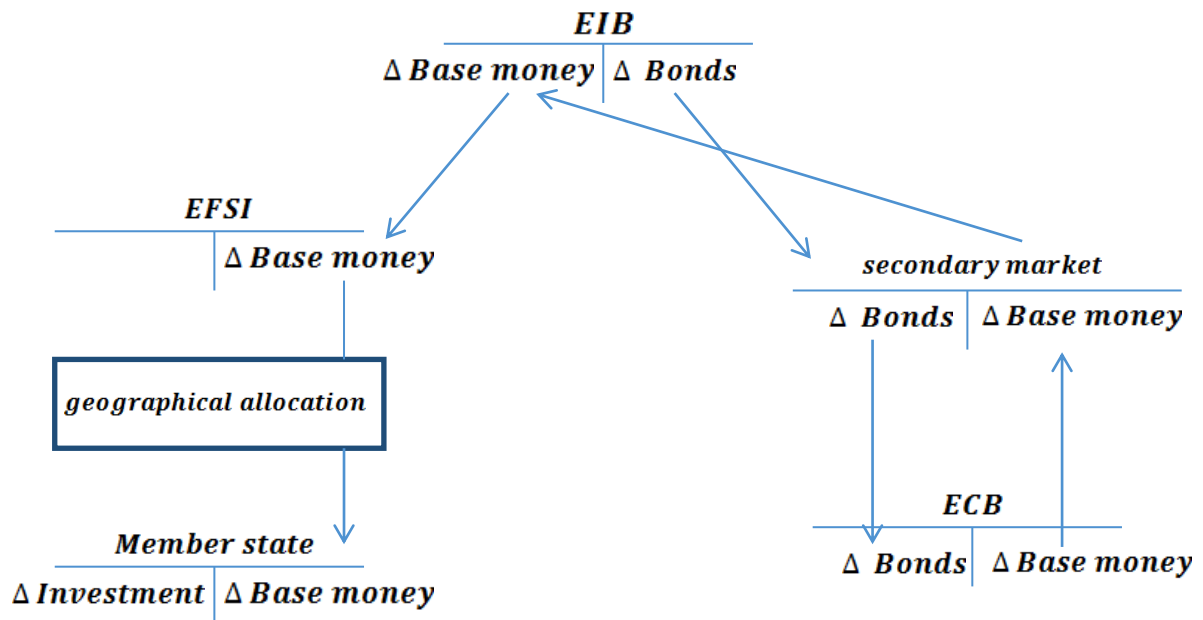 EIB
Δ Base money Δ Bonds
EFSI
Δ Base money
secondary market
Δ Bonds Δ Base money
geographical allocation
ECB
Δ Bonds Δ Base money
Member state
Δ Investment Δ Base money